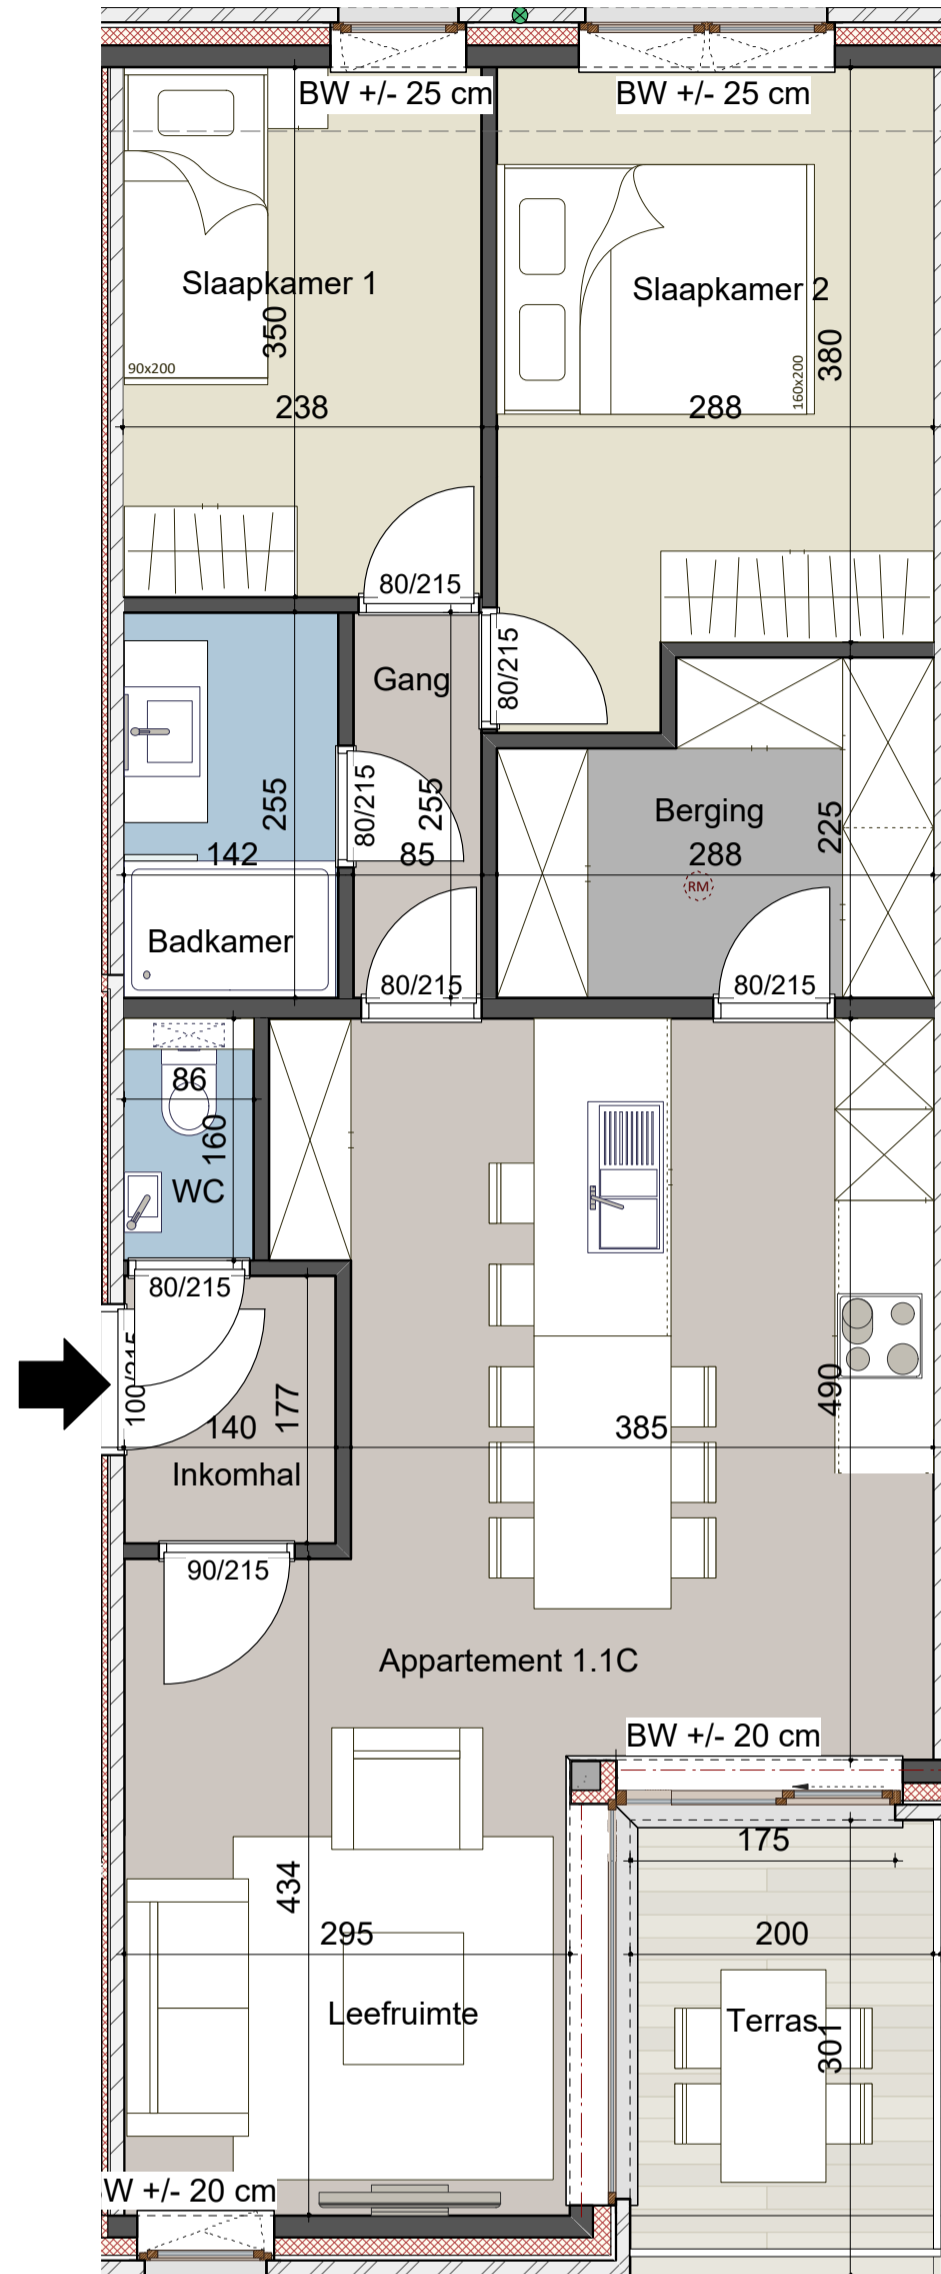 BW +/- 25 cm
BW +/- 25 cm
Slaapkamer 1
350
90x200
238
Slaapkamer 2
380
160x200
288
80/215
80/215
Gang
255
142
80/215
255
85
Berging
288
225
RM
Badkamer
80/215
80/215
86
160
WC
80/215
100/215
177
140
Inkomhal
90/215
385
490
Appartement 1.1C
BW +/- 20 cm
175
434
295
200
Leefruimte
Terras
301
W +/- 20 cm